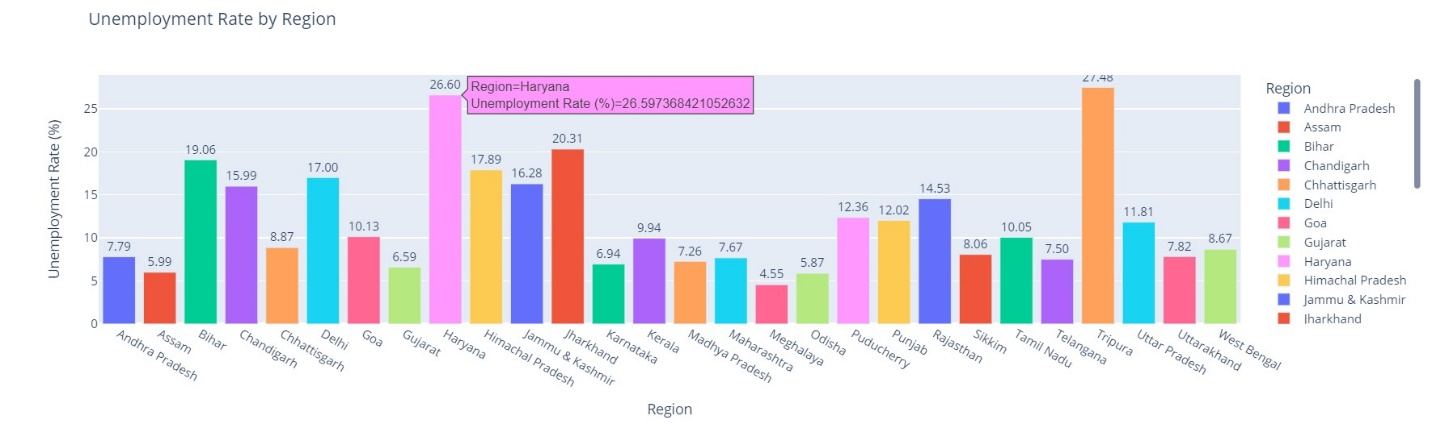 Unemployment Rate by Region
Unemployment Rate (%)
25
20
15
10
5
0
7.79
5.99
19.06
15.99
8.87
17.00
10.13
6.59
26.60
17.89
16.28
20.31
6.94
9.94
7.26
7.67
4.55
5.87
12.36
12.02
14.53
8.06
10.05
7.50
27.48
11.81
7.82
8.67
Region=Haryana
Unemployment Rate (%)=26.597368421052632
Andhra Pradesh
Assam
Bihar
Chandigarh
Chhattisgarh
Delhi
Goa
Gujarat
Haryana
Himachal Pradesh
Jammu & Kashmir
Jharkhand
Karnataka
Kerala
Madhya Pradesh
Maharashtra
Meghalaya
Odisha
Puducherry
Punjab
Rajasthan
Sikkim
Tamil Nadu
Telangana
Tripura
Uttar Pradesh
Uttarakhand
West Bengal
Region
Region
Andhra Pradesh
Assam
Bihar
Chandigarh
Chhattisgarh
Delhi
Goa
Gujarat
Haryana
Himachal Pradesh
Jammu & Kashmir
Jharkhand